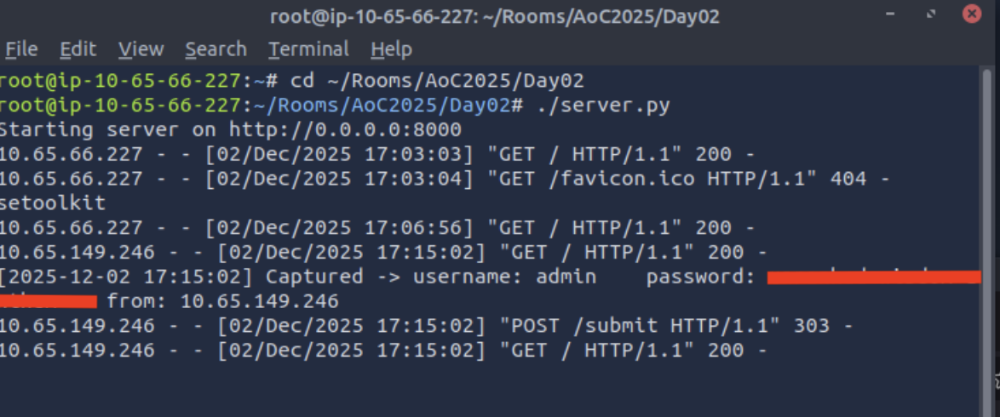 root@ip-10-65-66-227: ~/Rooms/AoC2025/Day02
File Edit View Search Terminal Help
root@ip-10-65-66-227:~# cd ~/Rooms/AoC2025/Day02
root@ip-10-65-66-227:~/Rooms/AoC2025/Day02# ./server.py
Starting server on http://0.0.0.0:8000
10.65.66.227 - - [02/Dec/2025 17:03:03] "GET / HTTP/1.1" 200 -
10.65.66.227 - - [02/Dec/2025 17:03:04] "GET /favicon.ico HTTP/1.1" 404 -
setoolkit
10.65.66.227 - - [02/Dec/2025 17:06:56] "GET / HTTP/1.1" 200 -
10.65.149.246 - - [02/Dec/2025 17:15:02] "GET / HTTP/1.1" 200 -
[2025-12-02 17:15:02] Captured -> username: admin    password:
from: 10.65.149.246
10.65.149.246 - - [02/Dec/2025 17:15:02] "POST /submit HTTP/1.1" 303 -
10.65.149.246 - - [02/Dec/2025 17:15:02] "GET / HTTP/1.1" 200 -